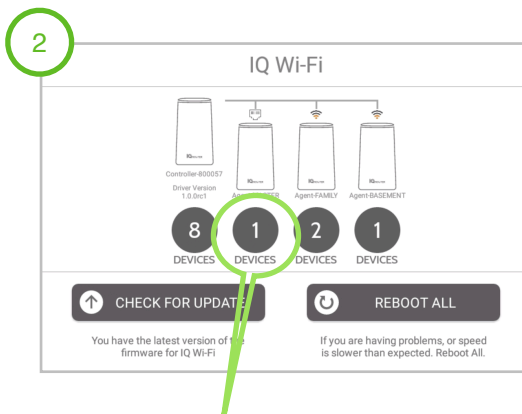 2
IQ Wi-Fi
Controller-800057
Driver Version
1.0.0rc1
Agent-FAMILY
Agent-BASEMENT
8
1
2
1
DEVICES
DEVICES
DEVICES
DEVICES
CHECK FOR UPDATE
REBOOT ALL
You have the latest version of the
firmware for IQ Wi-Fi
If you are having problems, or speed
is slower than expected. Reboot All.